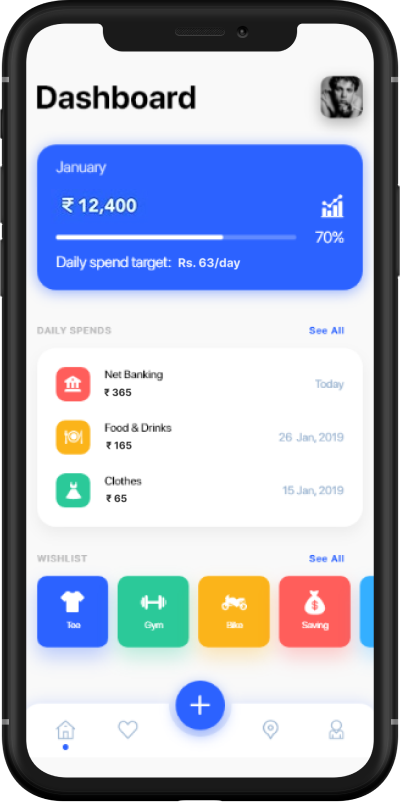 Dashboard
January
₹ 12,400
70%
Daily spend target: Rs. 63/day
DAILY SPENDS See All
Net Banking
₹ 365
Today
Food & Drinks
₹ 165
26 Jan, 2019
Clothes
₹ 65
15 Jan, 2019
WISHLIST See All
Tee Gym Bike Saving